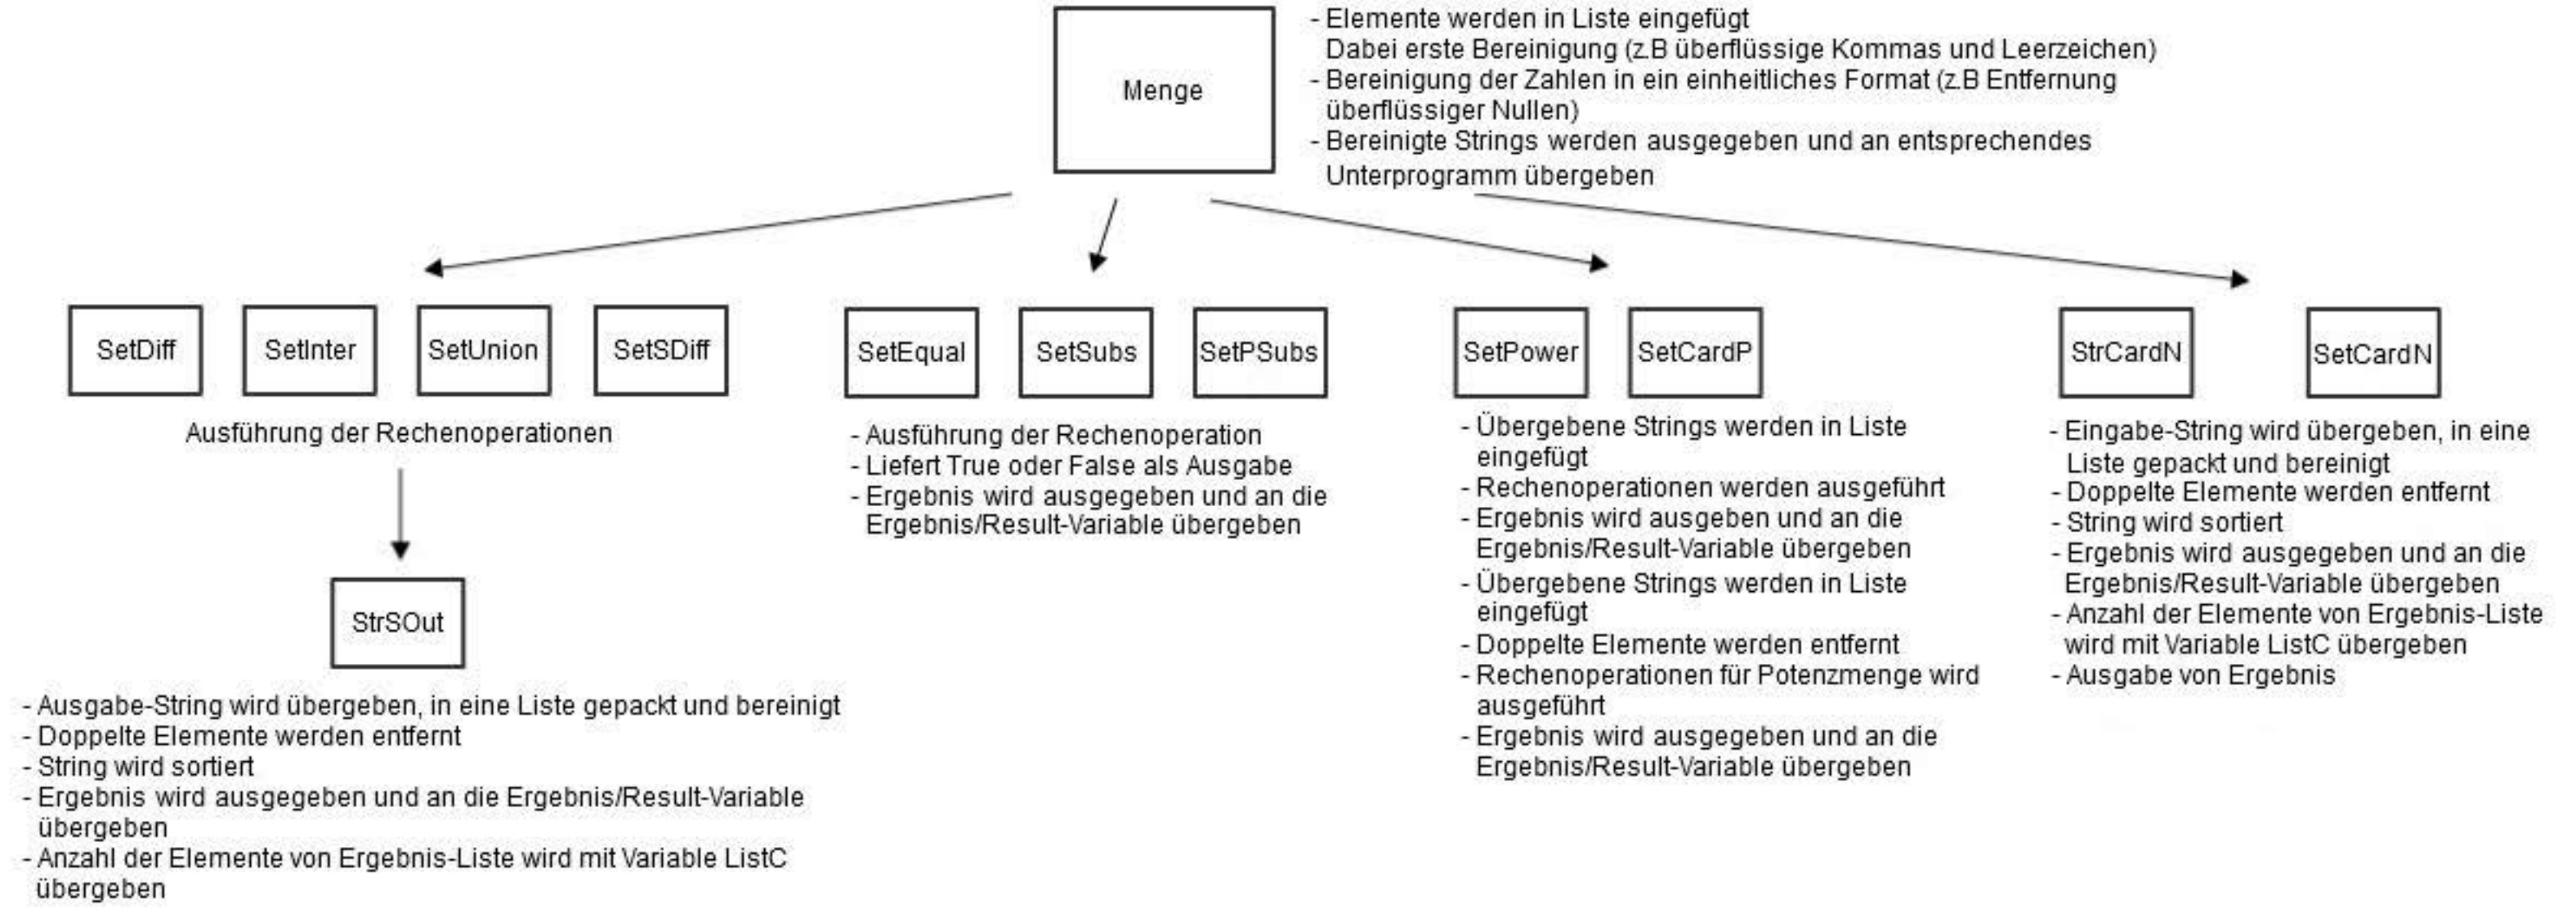 Menge
- Elemente werden in Liste eingefügt
Dabei erste Bereinigung (z.B überflüssige Kommas und Leerzeichen)
- Bereinigung der Zahlen in ein einheitliches Format (z.B Entfernung
überflüssiger Nullen)
- Bereinigte Strings werden ausgegeben und an entsprechendes
Unterprogramm übergeben
SetDiff
SetInter
SetUnion
SetSDiff
Ausführung der Rechenoperationen
StrSOut
- Ausgabe-String wird übergeben, in eine Liste gepackt und bereinigt
- Doppelte Elemente werden entfernt
- String wird sortiert
- Ergebnis wird ausgegeben und an die Ergebnis/Result-Variable
übergeben
- Anzahl der Elemente von Ergebnis-Liste wird mit Variable ListC
übergeben
SetEqual
SetSubs
SetPSubs
- Ausführung der Rechenoperation
- Liefert True oder False als Ausgabe
- Ergebnis wird ausgegeben und an die
Ergebnis/Result-Variable übergeben
SetPower
SetCardP
- Übergebene Strings werden in Liste
eingefügt
- Rechenoperationen werden ausgeführt
- Ergebnis wird ausgeben und an die
Ergebnis/Result-Variable übergeben
- Übergebene Strings werden in Liste
eingefügt
- Doppelte Elemente werden entfernt
- Rechenoperationen für Potenzmenge wird
ausgeführt
- Ergebnis wird ausgegeben und an die
Ergebnis/Result-Variable übergeben
StrCardN
SetCardN
- Eingabe-String wird übergeben, in eine
Liste gepackt und bereinigt
- Doppelte Elemente werden entfernt
- String wird sortiert
- Ergebnis wird ausgegeben und an die
Ergebnis/Result-Variable übergeben
- Anzahl der Elemente von Ergebnis-Liste
wird mit Variable ListC übergeben
- Ausgabe von Ergebnis